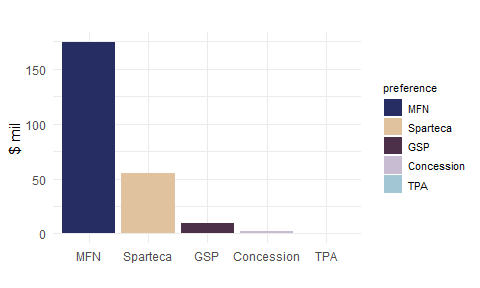 $ mil
150
100
50
0
MFN Sparteca GSP Concession TPA
preference
MFN
Sparteca
GSP
Concession
TPA